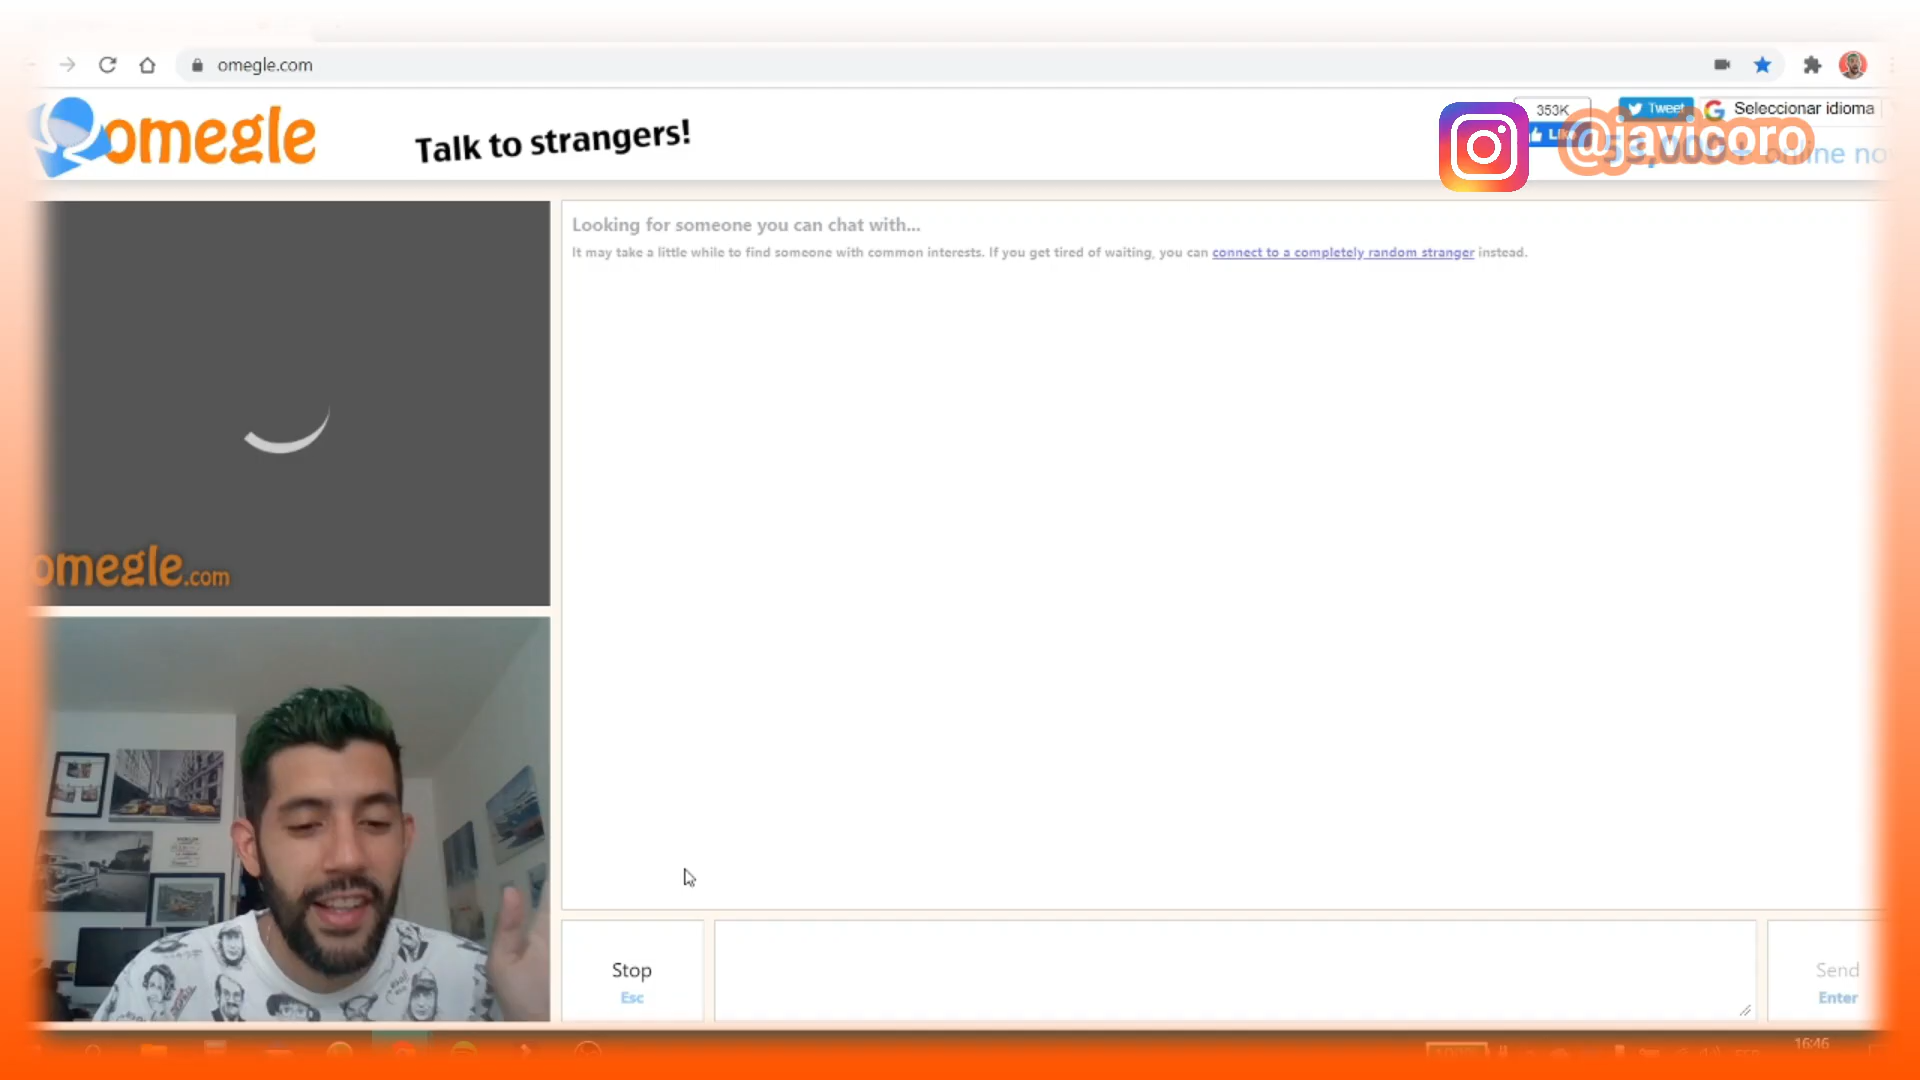 omegle.com
omegle
Talk to strangers!
353K
Tweet
Seleccionar idioma
@javicoro
online no
Looking for someone you can chat with...
It may take a little while to find someone with common interests. If you get tired of waiting, you can connect to a completely random stranger instead.
omegle.com
Stop
Esc
Send
Enter
16:46